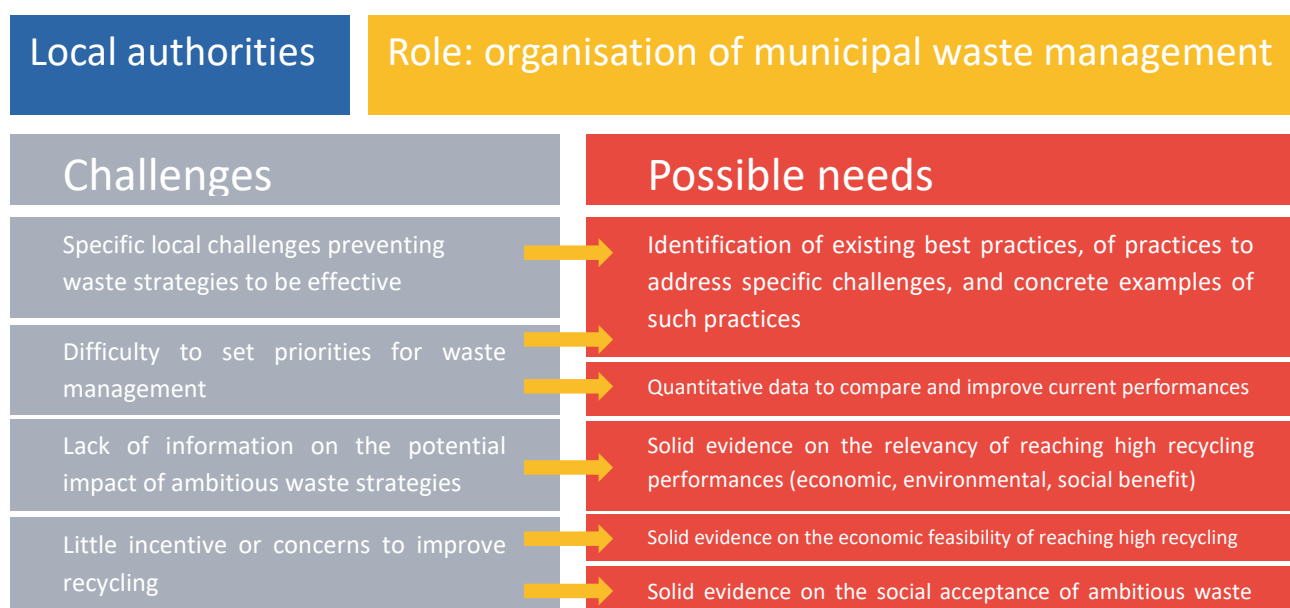 Local authorities
Role: organisation of municipal waste management
Challenges
Possible needs
Specific local challenges preventing
waste strategies to be effective
Identification of existing best practices, of practices to
address specific challenges, and concrete examples of
such practices
Difficulty to set priorities for waste
management
Quantitative data to compare and improve current performances
Lack of information on the potential
impact of ambitious waste strategies
Solid evidence on the relevancy of reaching high recycling
performances (economic, environmental, social benefit)
Little incentive or concerns to improve
recycling
Solid evidence on the economic feasibility of reaching high recycling
Solid evidence on the social acceptance of ambitious waste